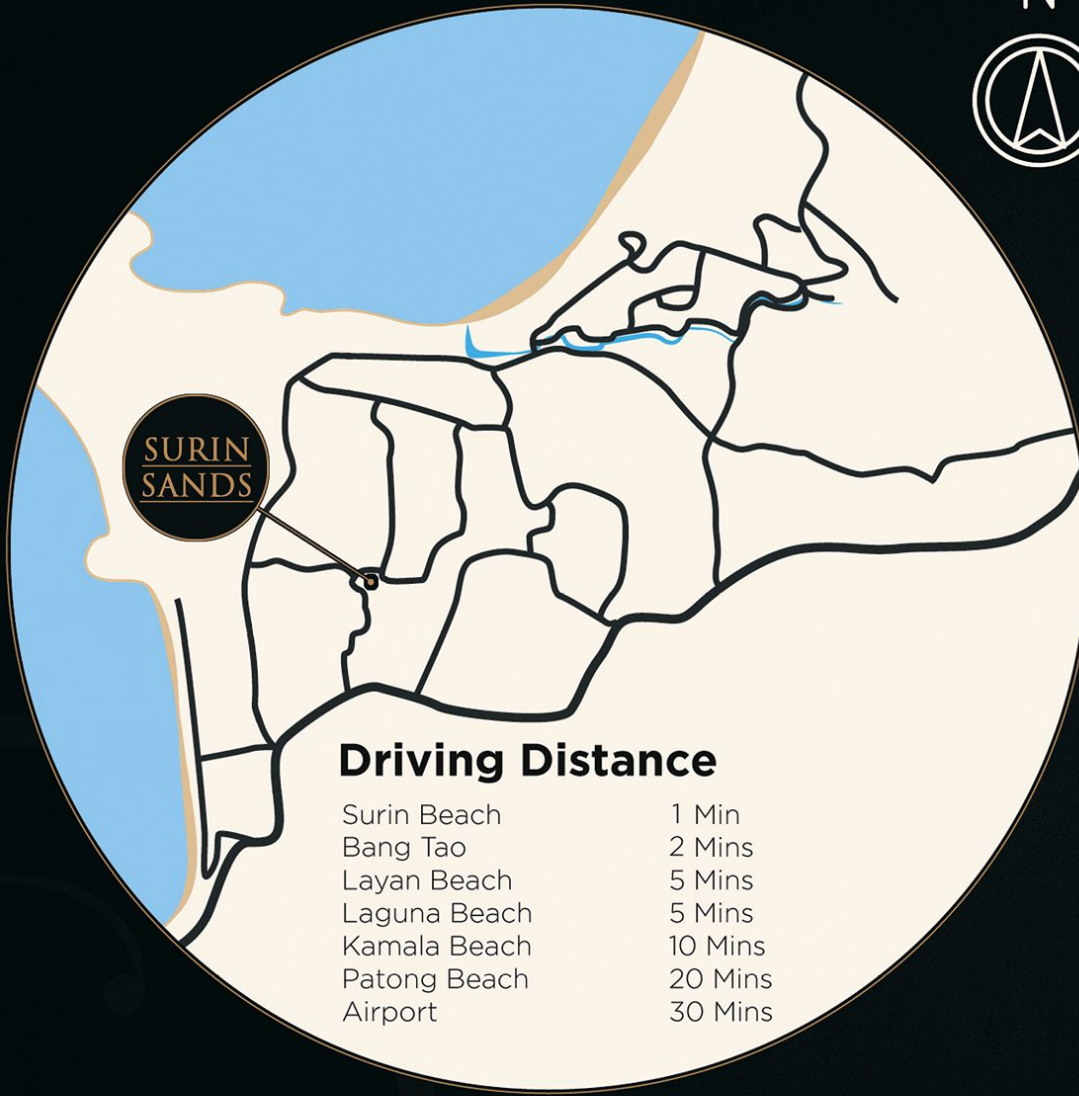 N
SURIN
SANDS
Driving Distance
Surin Beach 1 Min
Bang Tao 2 Mins
Layan Beach 5 Mins
Laguna Beach 5 Mins
Kamala Beach 10 Mins
Patong Beach 20 Mins
Airport 30 Mins